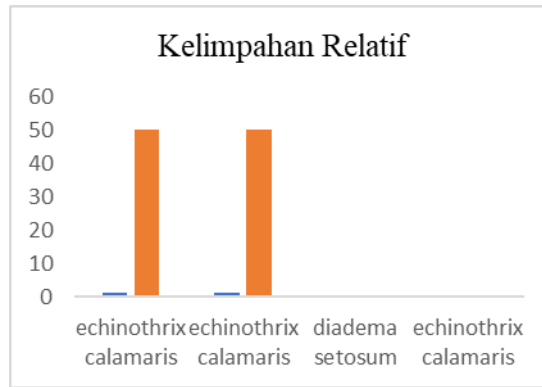 Kelimpahan Relatif
60
50
40
30
20
10
0
echinothrix echinothrix diadema echinothrix
calamaris calamaris setosum calamaris